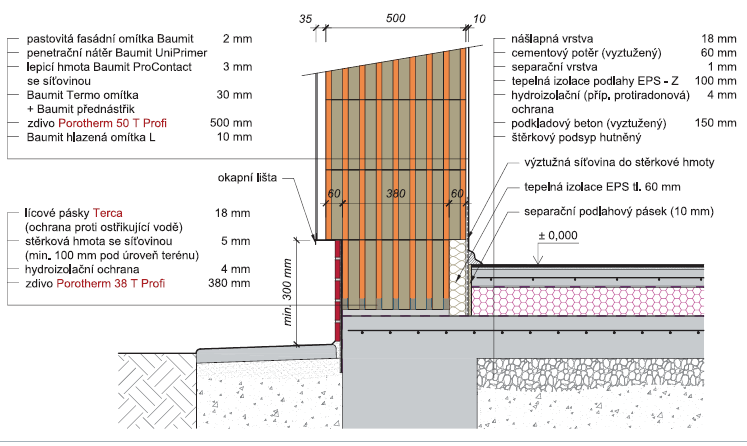 35
500
10
pastovitá fasádní omítka Baumit 2 mm
penetrační nátěr Baumit UniPrimer
lepicí hmota Baumit ProContact 3 mm
se síťovinou
Baumit Termo omítka 30 mm
+ Baumit přednástřik
zdivo Porotherm 50 T Profi 500 mm
Baumit hlazená omítka L 10 mm
nášlapná vrstva 18 mm
cementový potěr (vyztužený) 60 mm
separační vrstva 1 mm
tepelná izolace podlahy EPS - Z 100 mm
hydroizolační (příp. protiradonová) 4 mm
ochrana
podkladový beton (vyztužený) 150 mm
štěrkový podsyp hutněný
výztužná síťovina do stěrkové hmoty
tepelná izolace EPS tl. 60 mm
separační podlahový pásek (10 mm)
± 0,000
okapní lišta
60
380
60
lícové pásky Terca 18 mm
(ochrana proti ostřikující vodě)
stěrková hmota se síťovinou 5 mm
(min. 100 mm pod úroveň terénu)
hydroizolační ochrana 4 mm
zdivo Porotherm 38 T Profi 380 mm
min. 300 mm